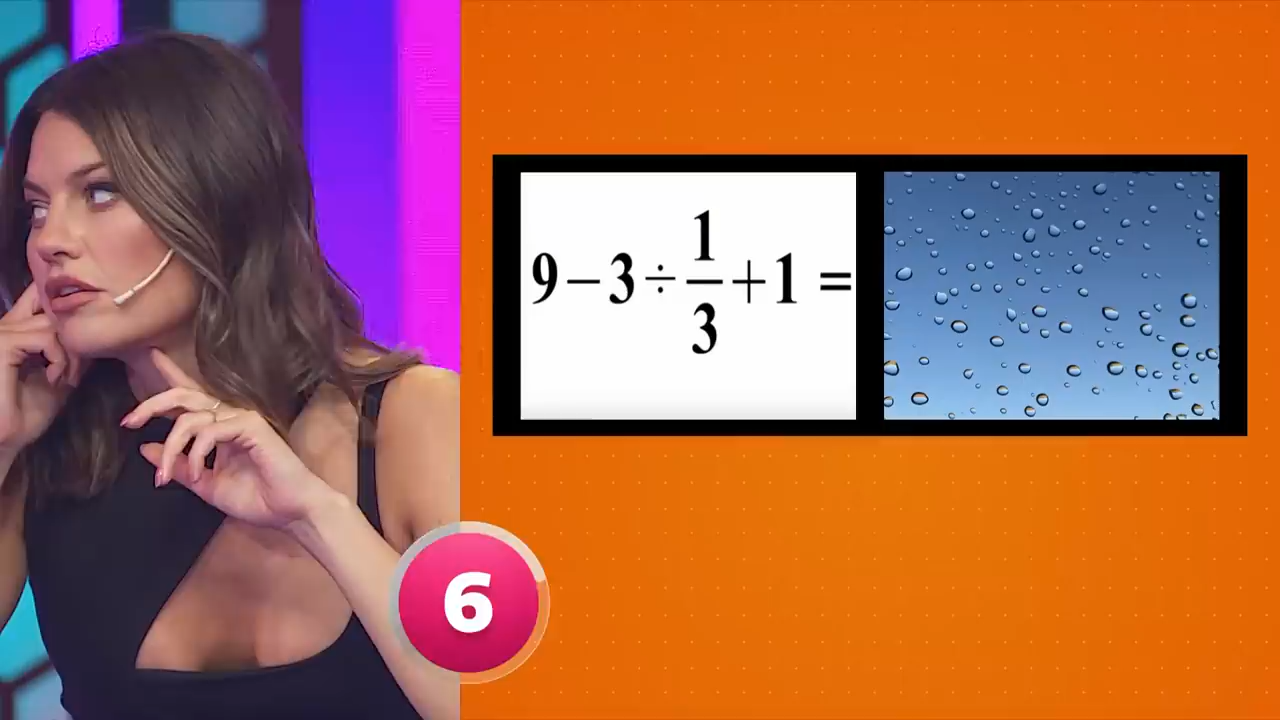 9 − 3 ÷ 1/3 + 1 =
6